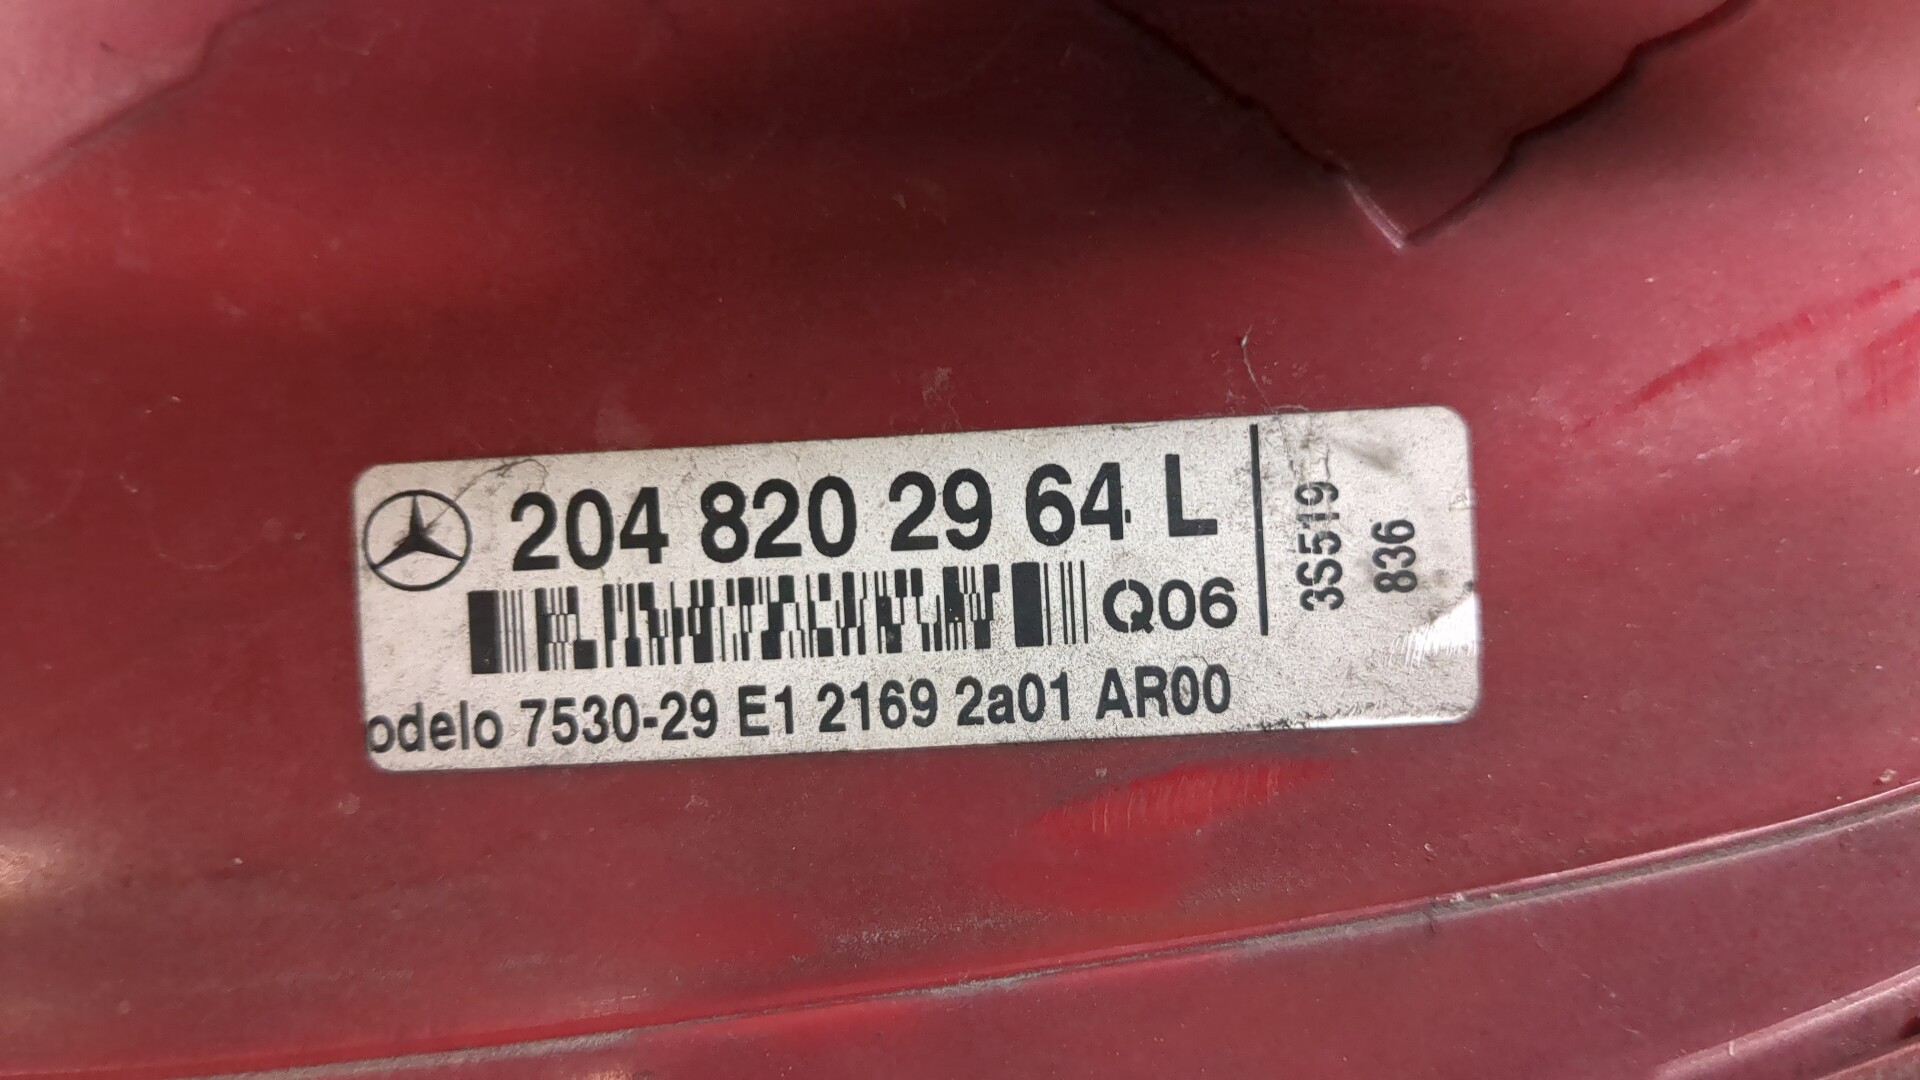 204 820 29 64 L
Q06
odelo 7530-29 E1 2169 2a01 AR00
3S519
836